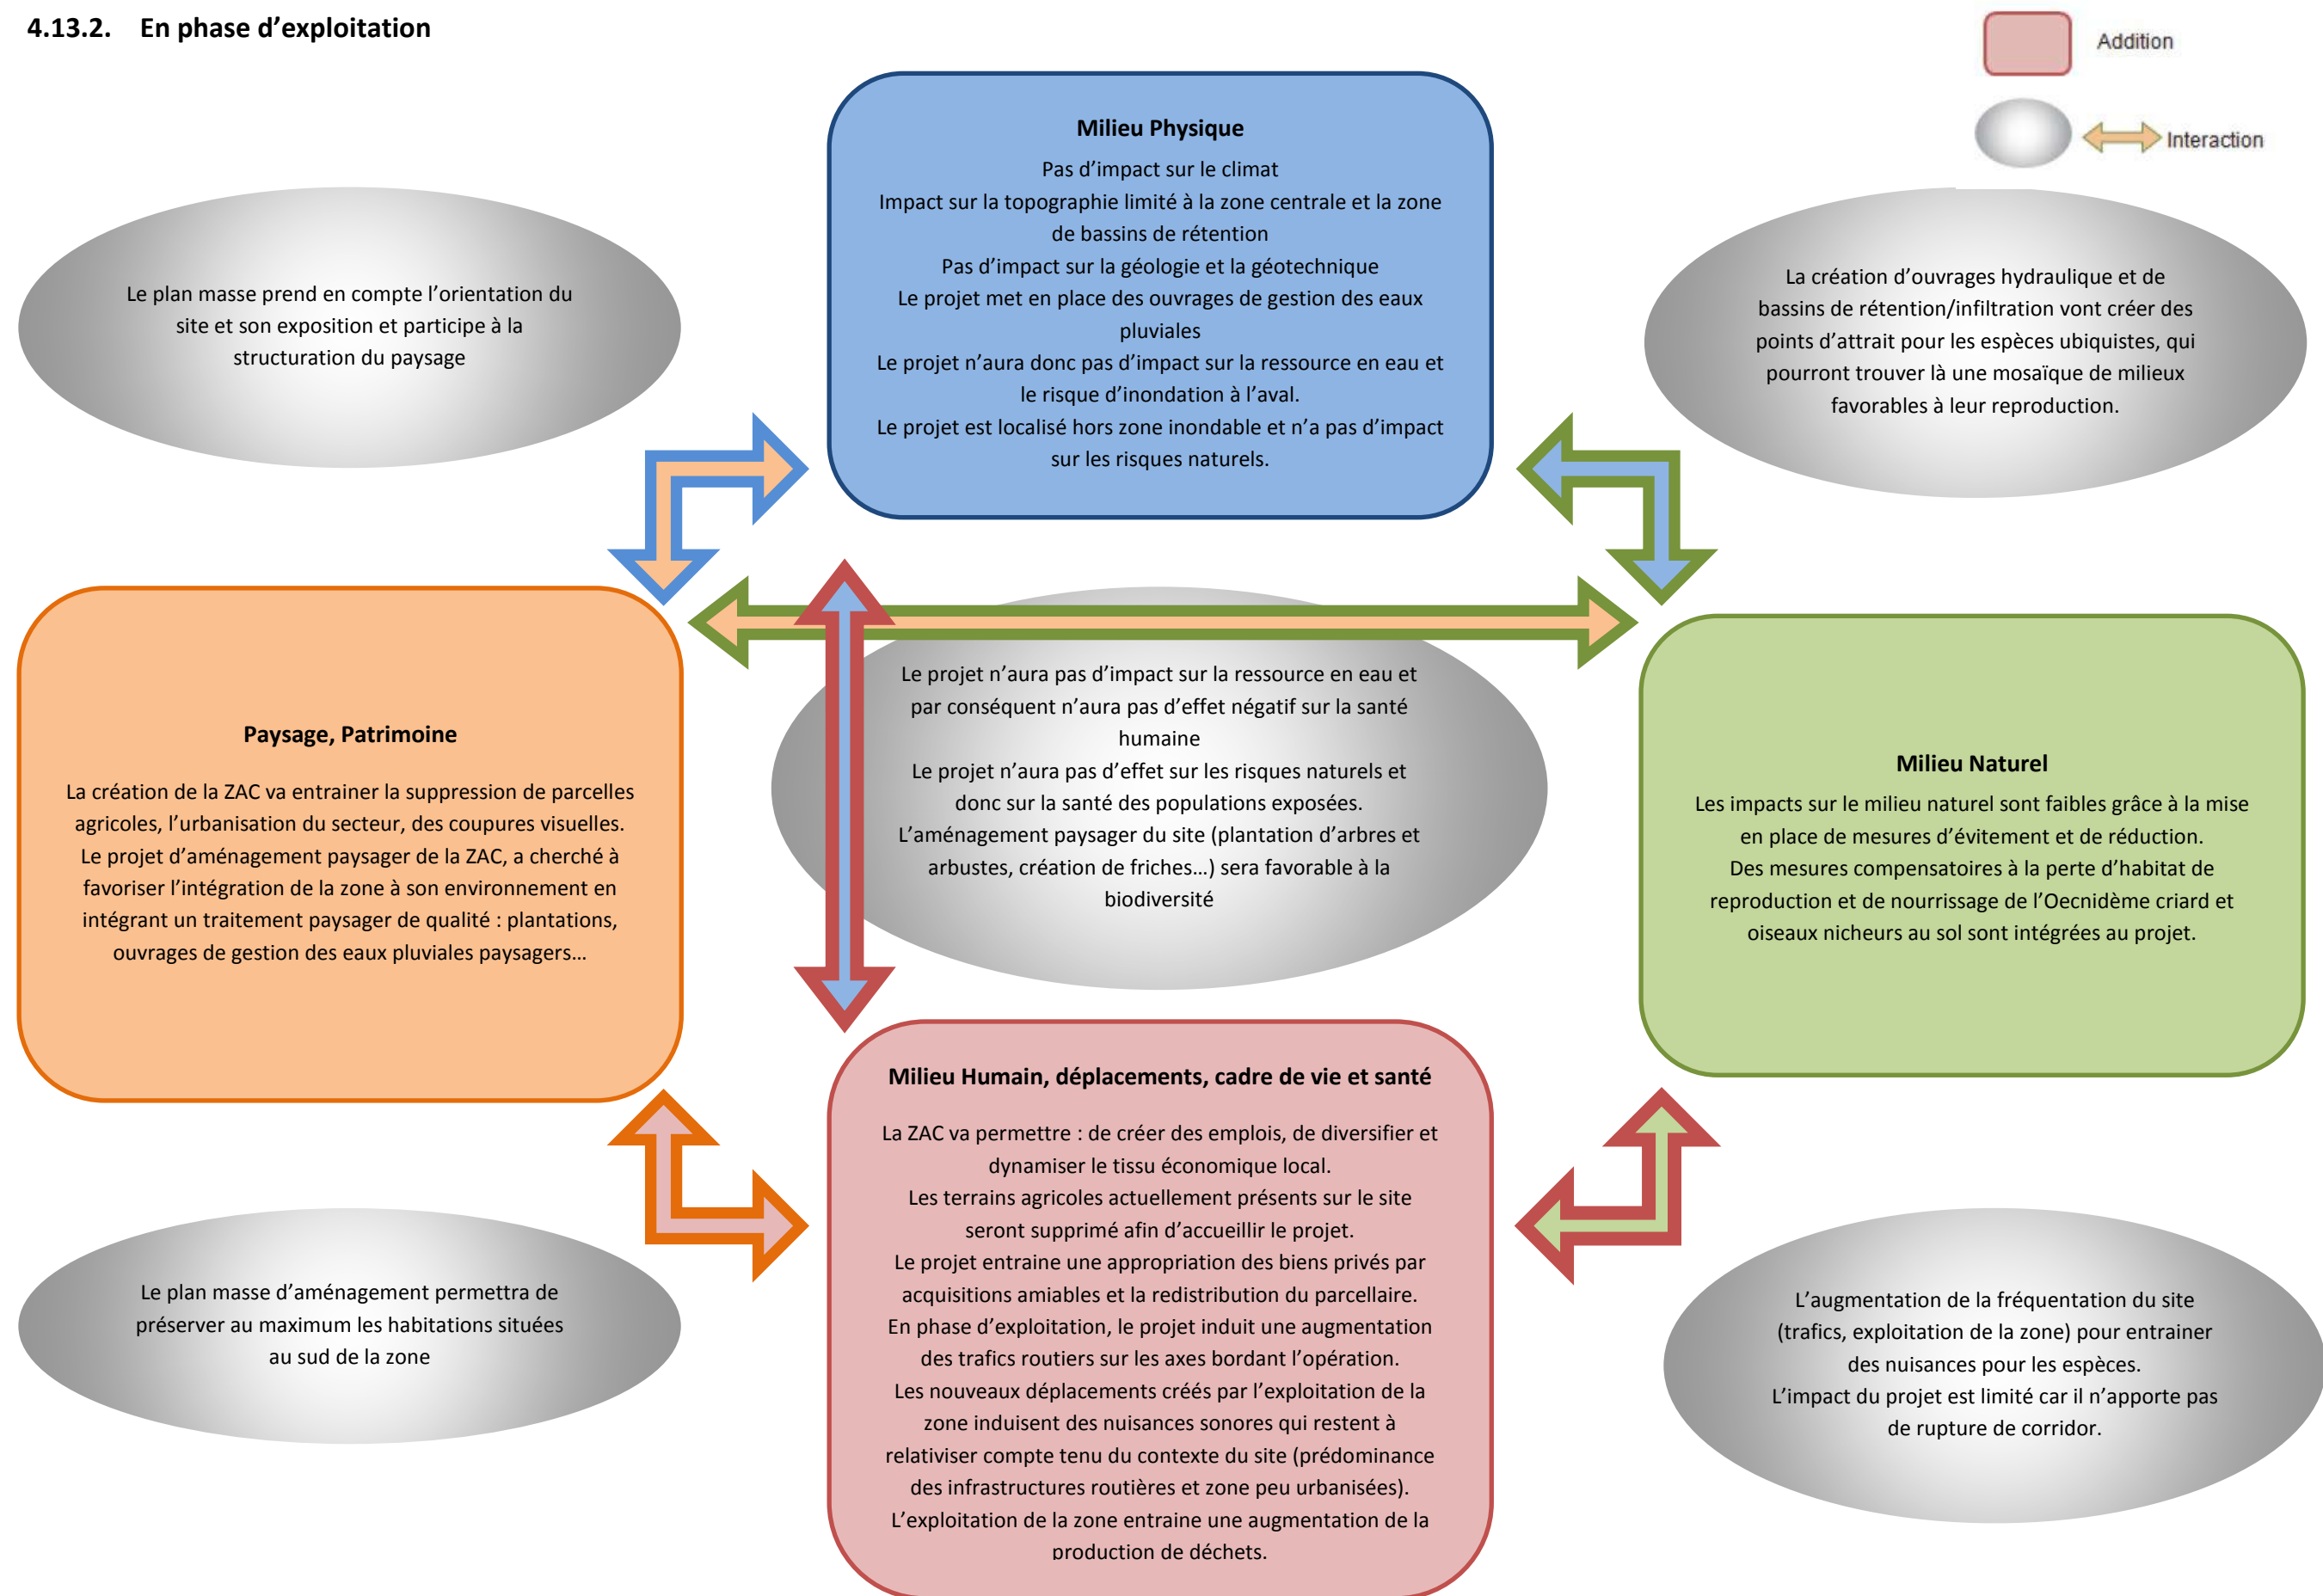 4.13.2. En phase d’exploitation
Addition
Interaction
Milieu Physique
Pas d’impact sur le climat
Impact sur la topographie limité à la zone centrale et la zone
de bassins de rétention
Pas d’impact sur la géologie et la géotechnique
Le projet met en place des ouvrages de gestion des eaux
pluviales
Le projet n’aura donc pas d’impact sur la ressource en eau et
le risque d’inondation à l’aval.
Le projet est localisé hors zone inondable et n’a pas d’impact
sur les risques naturels.
Le plan masse prend en compte l’orientation du
site et son exposition et participe à la
structuration du paysage
La création d’ouvrages hydraulique et de
bassins de rétention/infiltration vont créer des
points d’attrait pour les espèces ubiquistes, qui
pourront trouver là une mosaïque de milieux
favorables à leur reproduction.
Le projet n’aura pas d’impact sur la ressource en eau et
par conséquent n’aura pas d’effet négatif sur la santé
humaine
Le projet n’aura pas d’effet sur les risques naturels et
donc sur la santé des populations exposées.
L’aménagement paysager du site (plantation d’arbres et
arbustes, création de friches…) sera favorable à la
biodiversité
Paysage, Patrimoine
La création de la ZAC va entrainer la suppression de parcelles
agricoles, l’urbanisation du secteur, des coupures visuelles.
Le projet d’aménagement paysager de la ZAC, a cherché à
favoriser l’intégration de la zone à son environnement en
intégrant un traitement paysager de qualité : plantations,
ouvrages de gestion des eaux pluviales paysagers…
Milieu Naturel
Les impacts sur le milieu naturel sont faibles grâce à la mise
en place de mesures d’évitement et de réduction.
Des mesures compensatoires à la perte d’habitat de
reproduction et de nourrissage de l’Oecnidème criard et
oiseaux nicheurs au sol sont intégrées au projet.
Milieu Humain, déplacements, cadre de vie et santé
La ZAC va permettre : de créer des emplois, de diversifier et
dynamiser le tissu économique local.
Les terrains agricoles actuellement présents sur le site
seront supprimé afin d’accueillir le projet.
Le projet entraine une appropriation des biens privés par
acquisitions amiables et la redistribution du parcellaire.
En phase d’exploitation, le projet induit une augmentation
des trafics routiers sur les axes bordant l’opération.
Les nouveaux déplacements créés par l’exploitation de la
zone induisent des nuisances sonores qui restent à
relativiser compte tenu du contexte du site (prédominance
des infrastructures routières et zone peu urbanisées).
L’exploitation de la zone entraine une augmentation de la
production de déchets.
Le plan masse d’aménagement permettra de
préserver au maximum les habitations situées
au sud de la zone
L’augmentation de la fréquentation du site
(trafics, exploitation de la zone) pour entrainer
des nuisances pour les espèces.
L’impact du projet est limité car il n’apporte pas
de rupture de corridor.